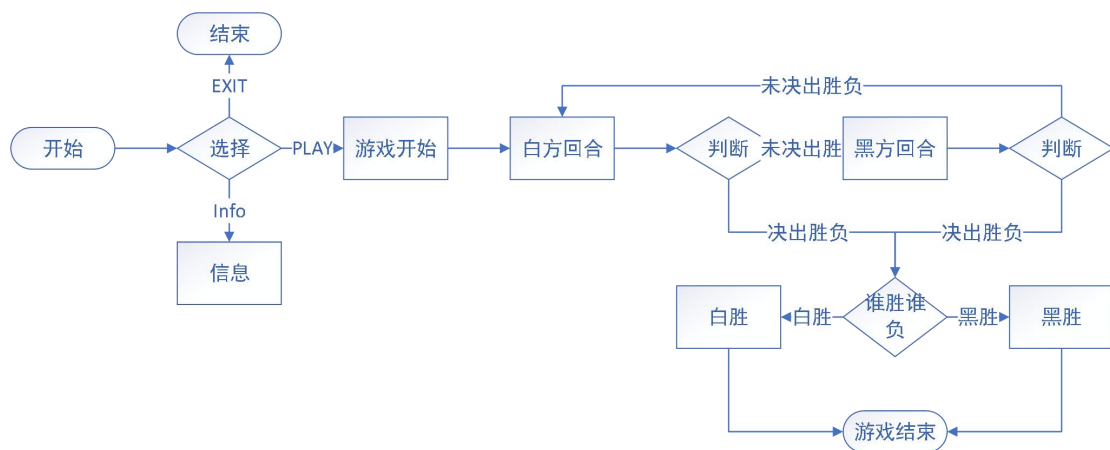 结束
EXIT
未决出胜负
开始
选择
PLAY
游戏开始
白方回合
判断
未决出胜
黑方回合
判断
Info
决出胜负
决出胜负
信息
白胜
白胜
谁胜谁
负
黑胜
黑胜
游戏结束